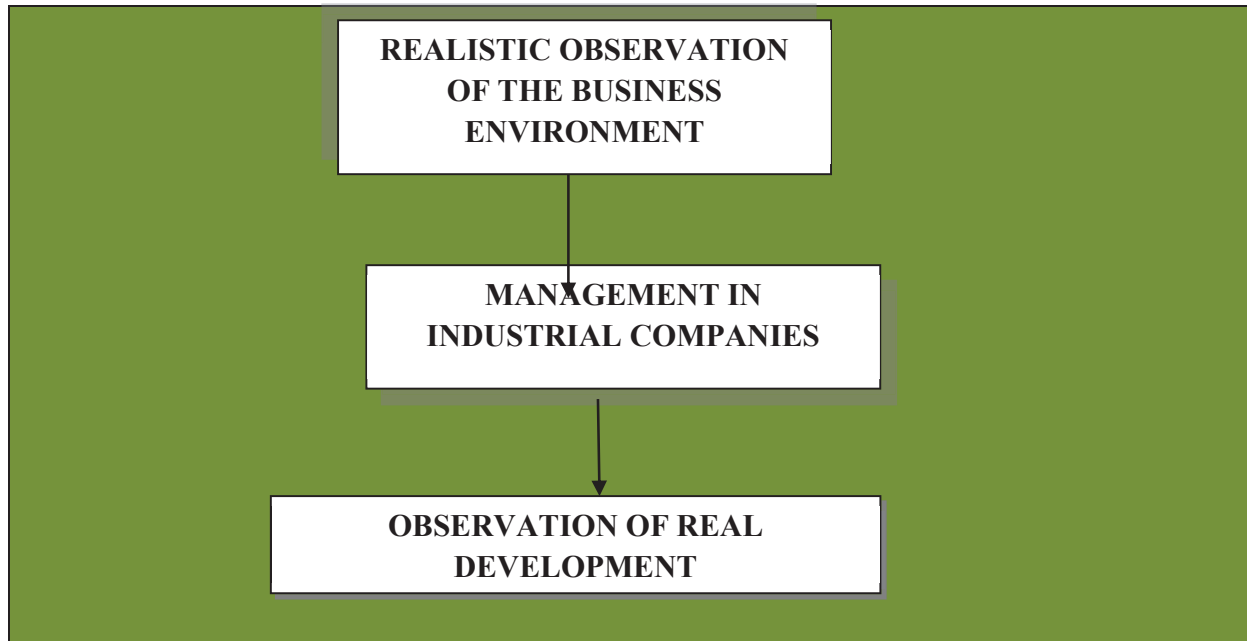 REALISTIC OBSERVATION
OF THE BUSINESS
ENVIRONMENT
MANAGEMENT IN
INDUSTRIAL COMPANIES
OBSERVATION OF REAL
DEVELOPMENT